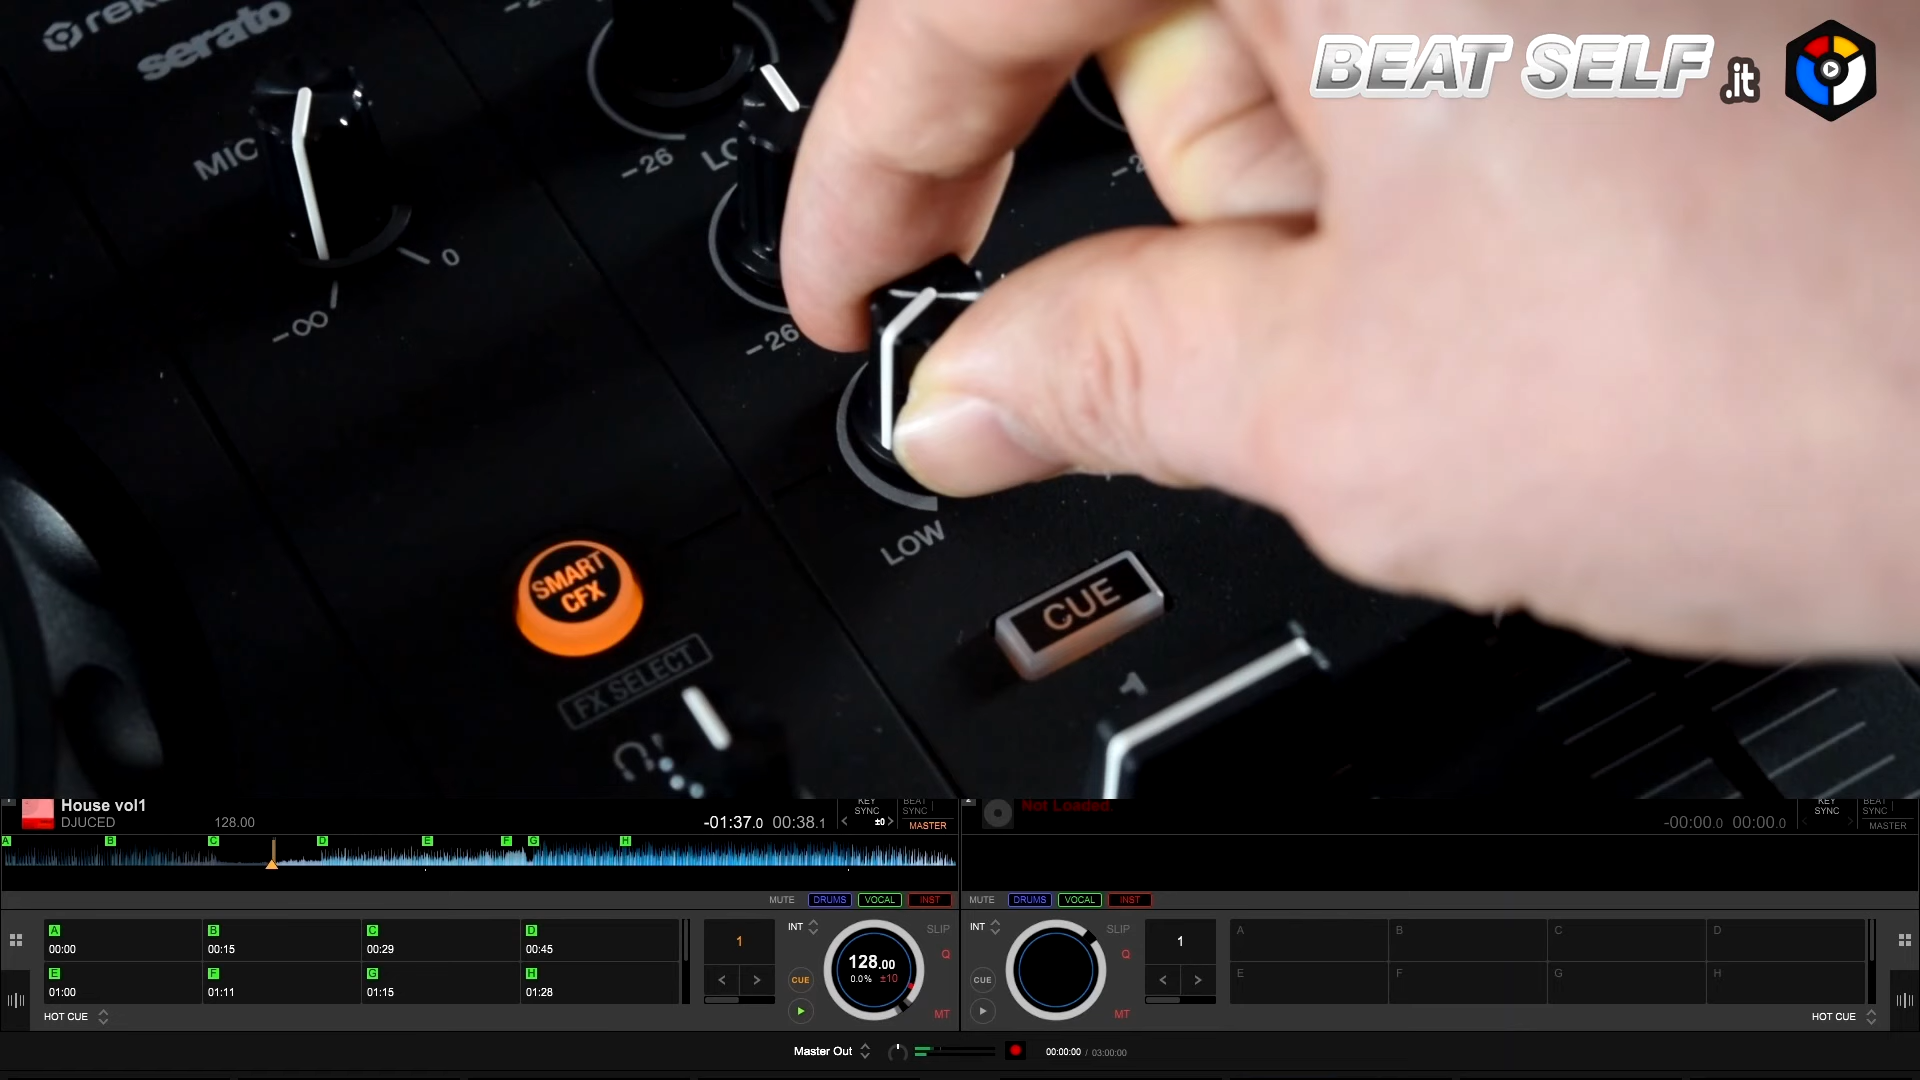 BEAT SELF .it
serato
MIC
0
-∞
-26
-26
LOW
SMART
CFX
CUE
FX SELECT
1
House vol1
DJUCED
128.00
-01:37.0 00:38.1
KEY
SYNC
±0
BEAT
SYNC
MASTER
Not Loaded.
-00:00.0 00:00.0
KEY
SYNC
BEAT
SYNC
MASTER
A B C D E F G H
MUTE DRUMS VOCAL INST
MUTE DRUMS VOCAL INST
A
00:00
B
00:15
C
00:29
D
00:45
E
01:00
F
01:11
G
01:15
H
01:28
HOT CUE
1
< >
INT
CUE
128.00
0.0% ±10
SLIP
Q
MT
INT
CUE
SLIP
Q
MT
1
< >
A B C D
E F G H
HOT CUE
Master Out
00:00:00 / 03:00:00